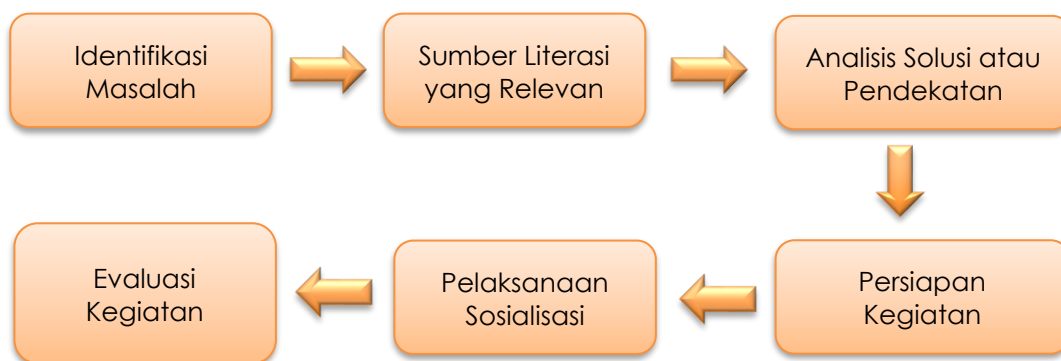 Identifikasi
Masalah
Sumber Literasi
yang Relevan
Analisis Solusi atau
Pendekatan
Persiapan
Kegiatan
Pelaksanaan
Sosialisasi
Evaluasi
Kegiatan